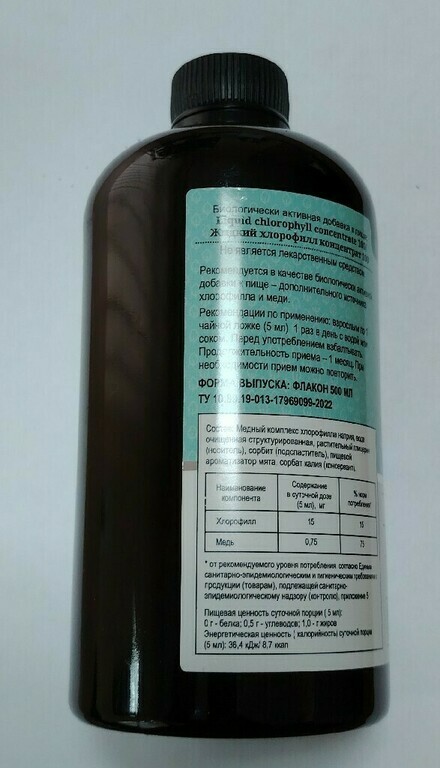 Биологически активная добавка к пище
Liquid chlorophyll concentrate
Жидкий хлорофилл концентрат
Не является лекарственным средством
Рекомендуется в качестве биологически активной
добавки к пище – дополнительного источника
хлорофилла и меди.
Рекомендации по применению: взрослым по 1
чайной ложке (5 мл) 1 раз в день с водой или
соком. Перед употреблением взбалтывать.
Продолжительность приема – 1 месяц. При
необходимости прием можно повторить.
ФОРМА ВЫПУСКА: ФЛАКОН 500 МЛ
ТУ 19-013-17969099-2022
Состав: Медный комплекс хлорофилла натрия, вода
очищенная структурированная, растительный глицерин
(носитель), сорбит (подсластитель), пищевой
ароматизатор мята сорбат калия (консервант).
Наименование компонента Содержание в суточной дозе (5 мл), мг % норм потребления*
Хлорофилл 15 15
Медь 0,75 75
* от рекомендуемого уровня потребления согласно Единым
санитарно-эпидемиологическим и гигиеническим требованиям к
продукции (товарам), подлежащей санитарно-
эпидемиологическому надзору (контролю), приложение 5
Пищевая ценность суточной порции ( 5 мл):
0 г - белка; 0,5 г - углеводов; 1,0 - г жиров
Энергетическая ценность ( калорийность) суточной порции
(5 мл): 36,4 кДж/ 8,7 ккал